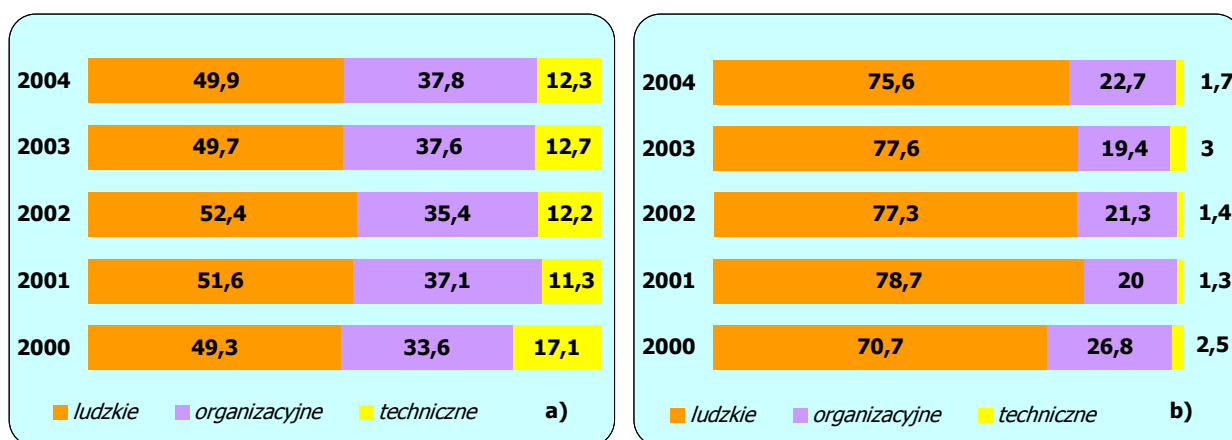 2004 49,9 37,8 12,3
2003 49,7 37,6 12,7
2002 52,4 35,4 12,2
2001 51,6 37,1 11,3
2000 49,3 33,6 17,1
ludzkie organizacyjne techniczne a)
2004 75,6 22,7 1,7
2003 77,6 19,4 3
2002 77,3 21,3 1,4
2001 78,7 20 1,3
2000 70,7 26,8 2,5
ludzkie organizacyjne techniczne b)